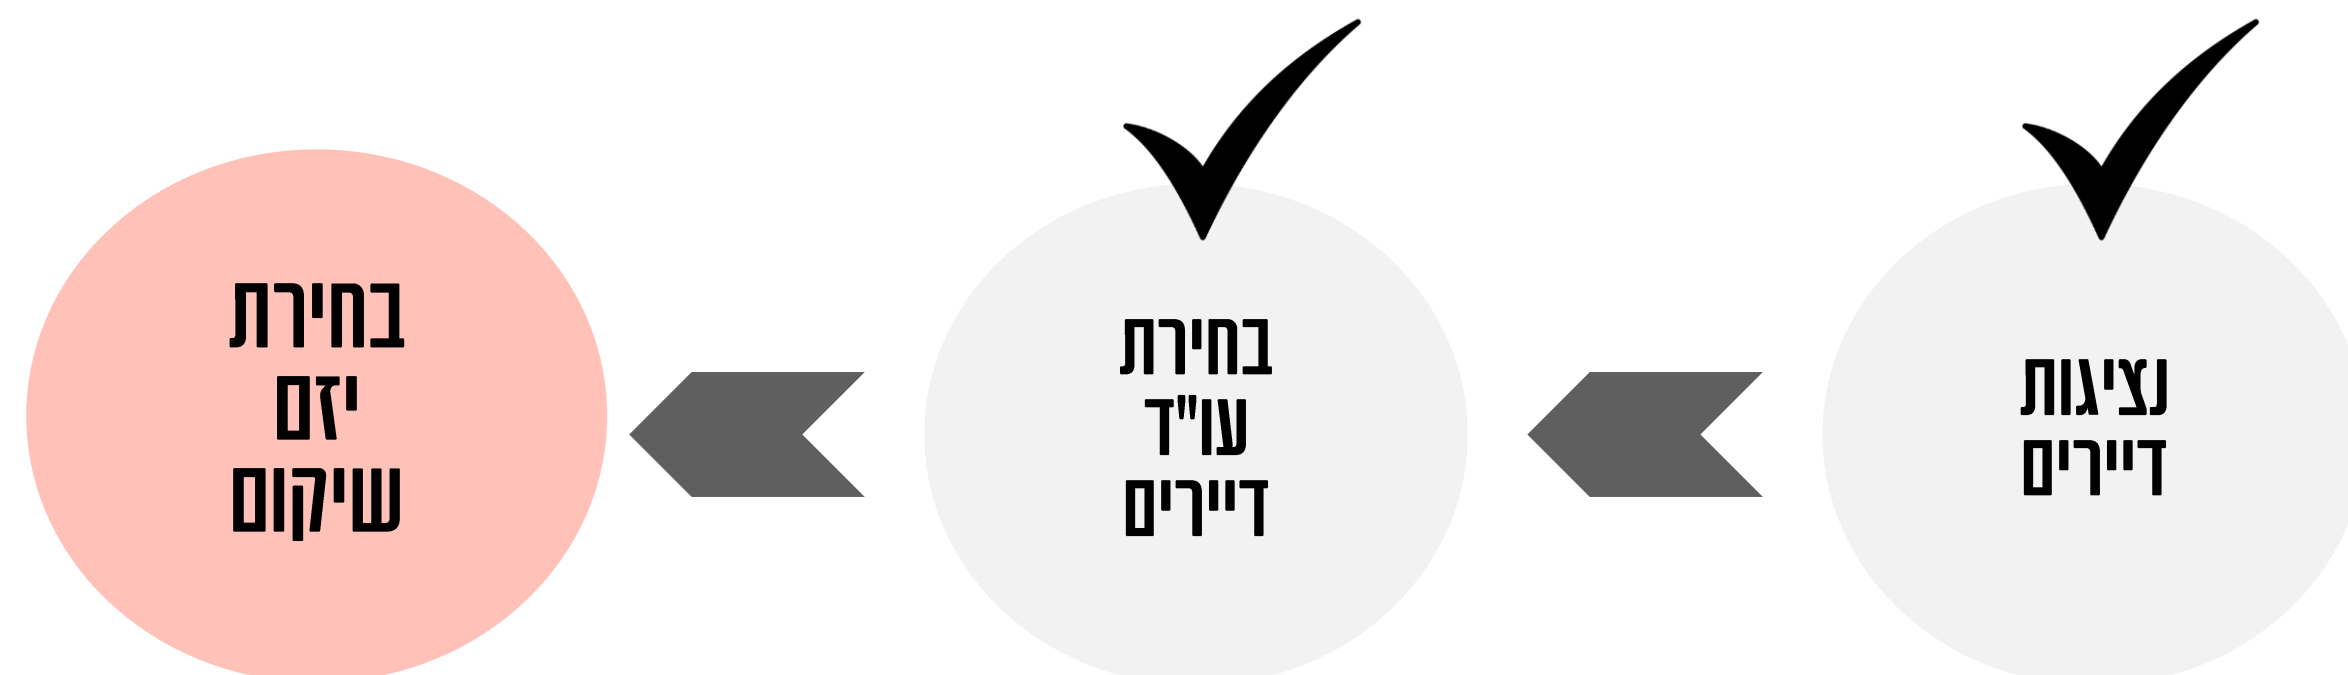 נציגות
דיירים
בחירת
עו"ד
דיירים
בחירת
יזם
שיקום